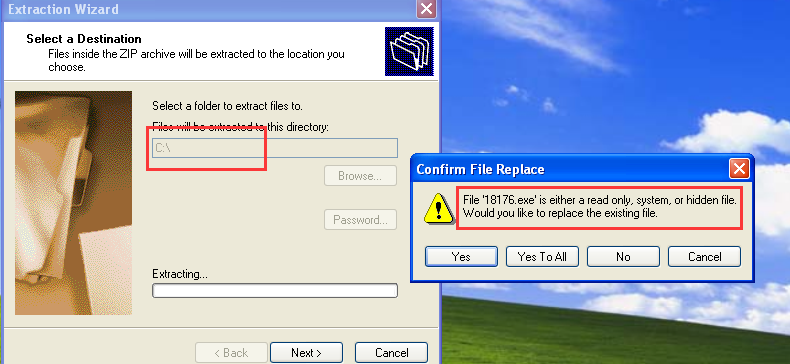 Extraction Wizard
Select a Destination
Files inside the ZIP archive will be extracted to the location you
choose.
Select a folder to extract files to.
Files will be extracted to this directory:
C:\
Browse...
Password...
Extracting...
< Back
Next >
Cancel
Confirm File Replace
File '18176.exe' is either a read only, system, or hidden file.
Would you like to replace the existing file.
Yes
Yes To All
No
Cancel